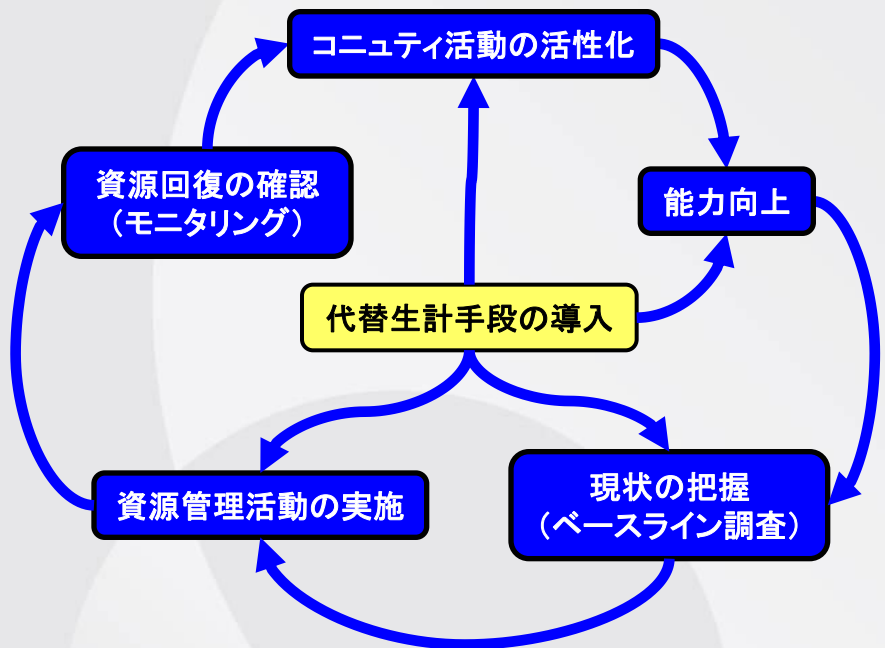 コニュティ活動の活性化
資源回復の確認
（モニタリング）
能力向上
代替生計手段の導入
資源管理活動の実施
現状の把握
（ベースライン調査）